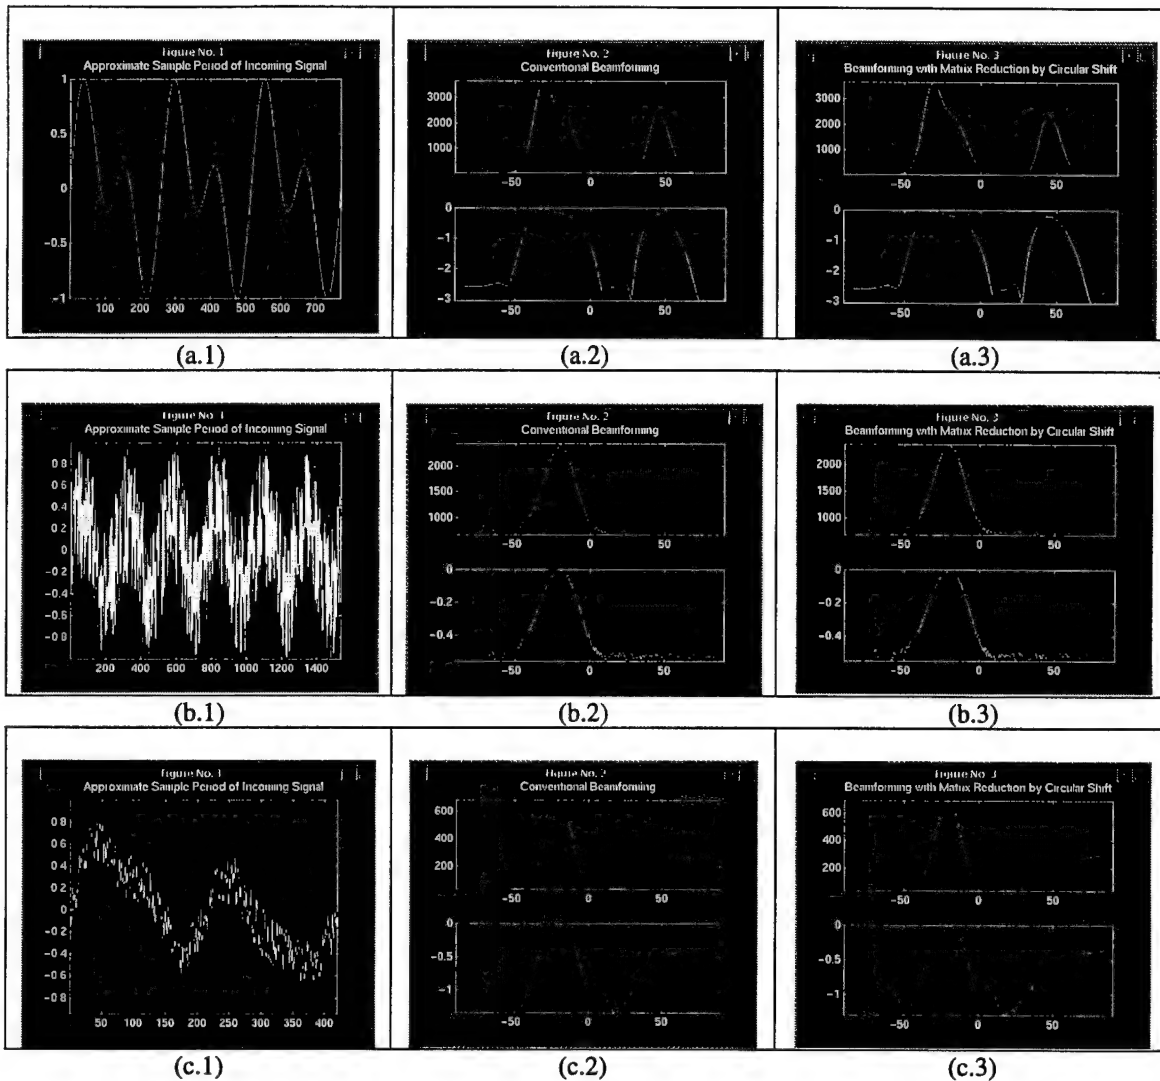 Figure No. 1
Approximate Sample Period of Incoming Signal
1
0.5
0
−0.5
−1
100 200 300 400 500 600 700
(a.1)
Figure No. 2
Conventional Beamforming
3000
2000
1000
−50 0 50
0
−1
−2
−3
−50 0 50
(a.2)
Figure No. 3
Beamforming with Matrix Reduction by Circular Shift
3000
2000
1000
−50 0 50
0
−1
−2
−3
−50 0 50
(a.3)
Figure No. 1
Approximate Sample Period of Incoming Signal
0.8
0.6
0.4
0.2
0
−0.2
−0.4
−0.6
−0.8
200 400 600 800 1000 1200 1400
(b.1)
Figure No. 2
Conventional Beamforming
2000
1500
1000
−50 0 50
0
−0.2
−0.4
−50 0 50
(b.2)
Figure No. 3
Beamforming with Matrix Reduction by Circular Shift
2000
1500
1000
−50 0 50
0
−0.2
−0.4
−50 0 50
(b.3)
Figure No. 1
Approximate Sample Period of Incoming Signal
0.8
0.6
0.4
0.2
0
−0.2
−0.4
−0.6
−0.8
50 100 150 200 250 300 350 400
(c.1)
Figure No. 2
Conventional Beamforming
600
400
200
−50 0 50
0
−0.5
−1
−50 0 50
(c.2)
Figure No. 3
Beamforming with Matrix Reduction by Circular Shift
600
400
200
−50 0 50
0
−0.5
−1
−50 0 50
(c.3)